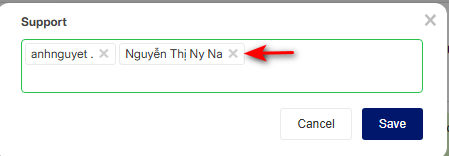 Support
anhnguyet . Nguyễn Thị Ny Na
Cancel Save